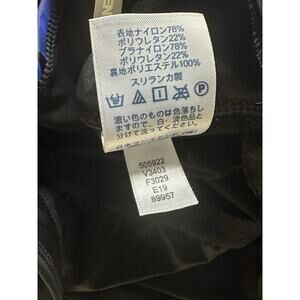 表地ナイロン78%
ポリウレタン22%
ブラナイロン78%
ポリウレタン22%
裏地ポリエステル100%
スリランカ製
濃い色のものは色落ちし
ますので、白・淡色品と
分けて洗ってください。
505922
V3403
F3029
E19
89957